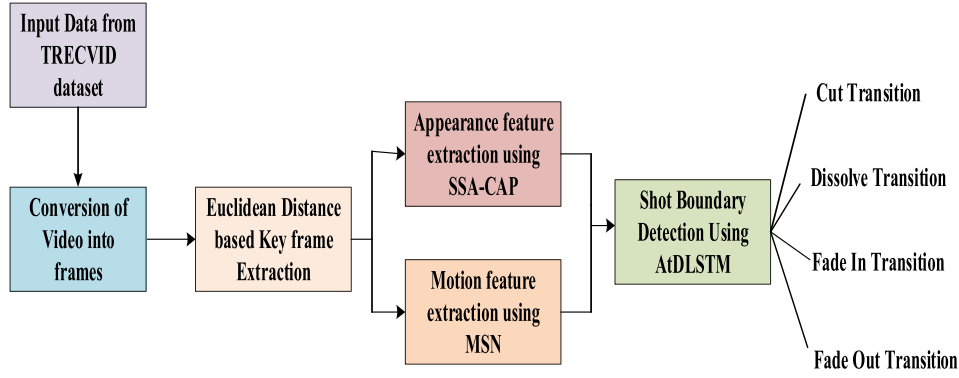 Input Data from
TRECVID
dataset
Conversion of
Video into
frames
Euclidean Distance
based Key frame
Extraction
Appearance feature
extraction using
SSA-CAP
Motion feature
extraction using
MSN
Shot Boundary
Detection Using
AtDLSTM
Cut Transition
Dissolve Transition
Fade In Transition
Fade Out Transition